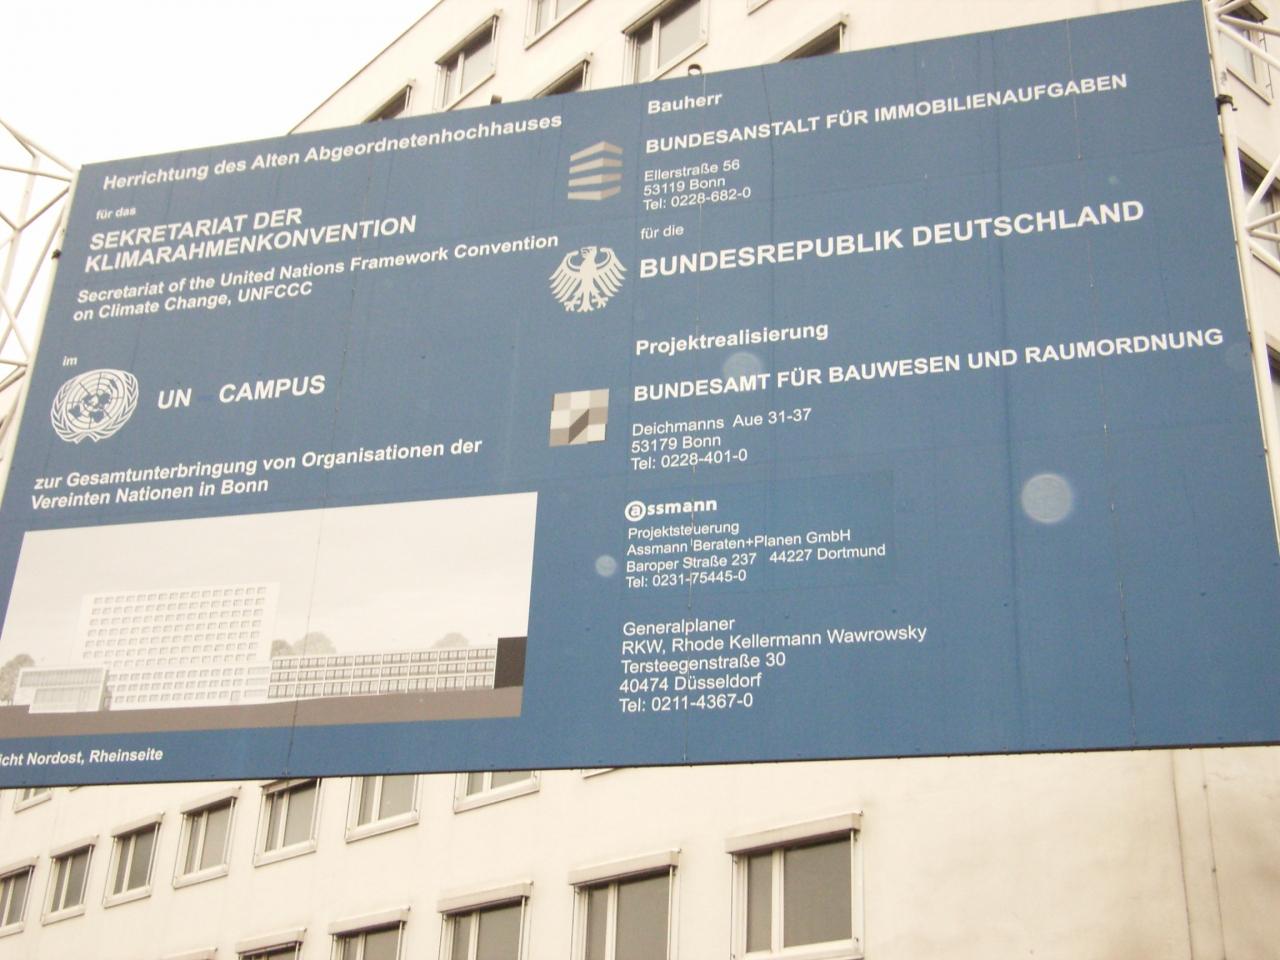 Herrichtung des Alten Abgeordnetenhochhauses
für das
SEKRETARIAT DER
KLIMARAHMENKONVENTION
Secretariat of the United Nations Framework Convention
on Climate Change, UNFCCC
im
UN CAMPUS
zur Gesamtunterbringung von Organisationen der
Vereinten Nationen in Bonn
icht Nordost, Rheinseite
Bauherr
BUNDESANSTALT FÜR IMMOBILIENAUFGABEN
Ellerstraße 56
53119 Bonn
Tel: 0228-682-0
für die
BUNDESREPUBLIK DEUTSCHLAND
Projektrealisierung
BUNDESAMT FÜR BAUWESEN UND RAUMORDNUNG
Deichmanns Aue 31-37
53179 Bonn
Tel: 0228-401-0
assmann
Projektsteuerung
Assmann Beraten+Planen GmbH
Baroper Straße 237 44227 Dortmund
Tel: 0231-75445-0
Generalplaner
RKW, Rhode Kellermann Wawrowsky
Tersteegenstraße 30
40474 Düsseldorf
Tel: 0211-4367-0